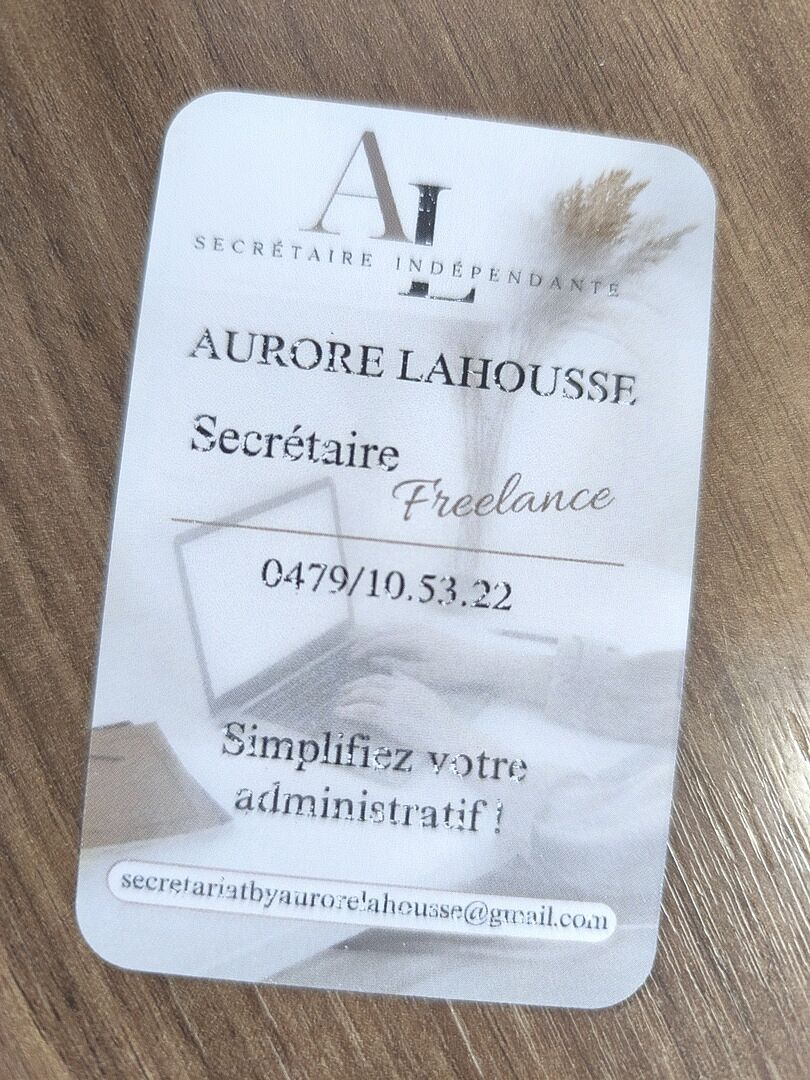 AL
SECRÉTAIRE INDÉPENDANTE
AURORE LAHOUSSE
Secrétaire
Freelance
0479/10.53.22
Simplifiez votre
administratif !
secretariatbyaurorelahousse@gmail.com